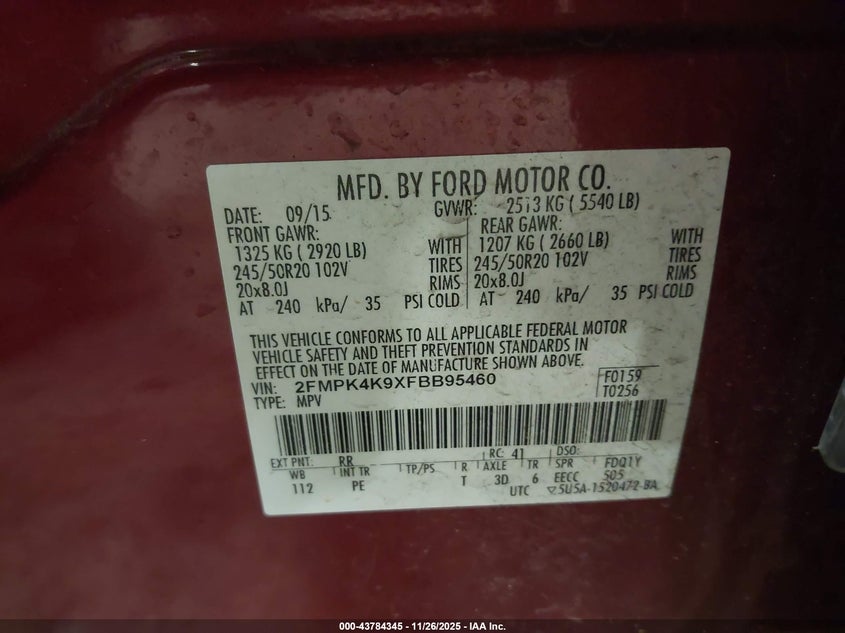 MFD. BY FORD MOTOR CO.
DATE: 09/15 GVWR: 2513 KG ( 5540 LB)
FRONT GAWR: REAR GAWR:
1325 KG ( 2920 LB) WITH 1207 KG ( 2660 LB) WITH
245/50R20 102V TIRES 245/50R20 102V TIRES
20x8.0J RIMS 20x8.0J RIMS
AT 240 kPa/ 35 PSI COLD AT 240 kPa/ 35 PSI COLD
THIS VEHICLE CONFORMS TO ALL APPLICABLE FEDERAL MOTOR
VEHICLE SAFETY AND THEFT PREVENTION STANDARDS IN
EFFECT ON THE DATE OF MANUFACTURE SHOWN ABOVE.
VIN: 2FMPK4K9XFBB95460 F0159
TYPE: MPV T0256
EXT PNT: RR RC: 41 DSO:
WB INT TR TP/PS R AXLE TR SPR FDQ1Y
112 PE T 3D 6 EECC 505
UTC 5U5A-1520472-BA
000-43784345 | 11/26/2025 - IAA Inc.